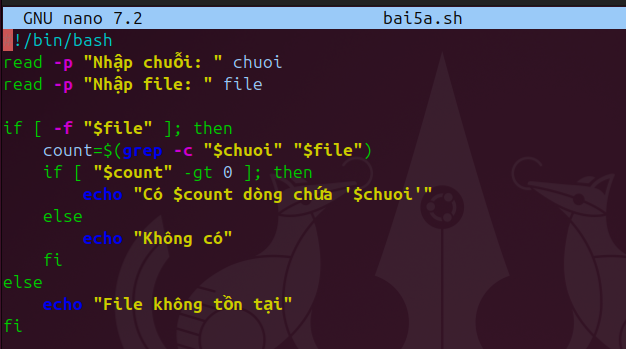 GNU nano 7.2 bai5a.sh
#!/bin/bash
read -p "Nhập chuỗi: " chuoi
read -p "Nhập file: " file
if [ -f "$file" ]; then
count=$(grep -c "$chuoi" "$file")
if [ "$count" -gt 0 ]; then
echo "Có $count dòng chứa '$chuoi'"
else
echo "Không có"
fi
else
echo "File không tồn tại"
fi